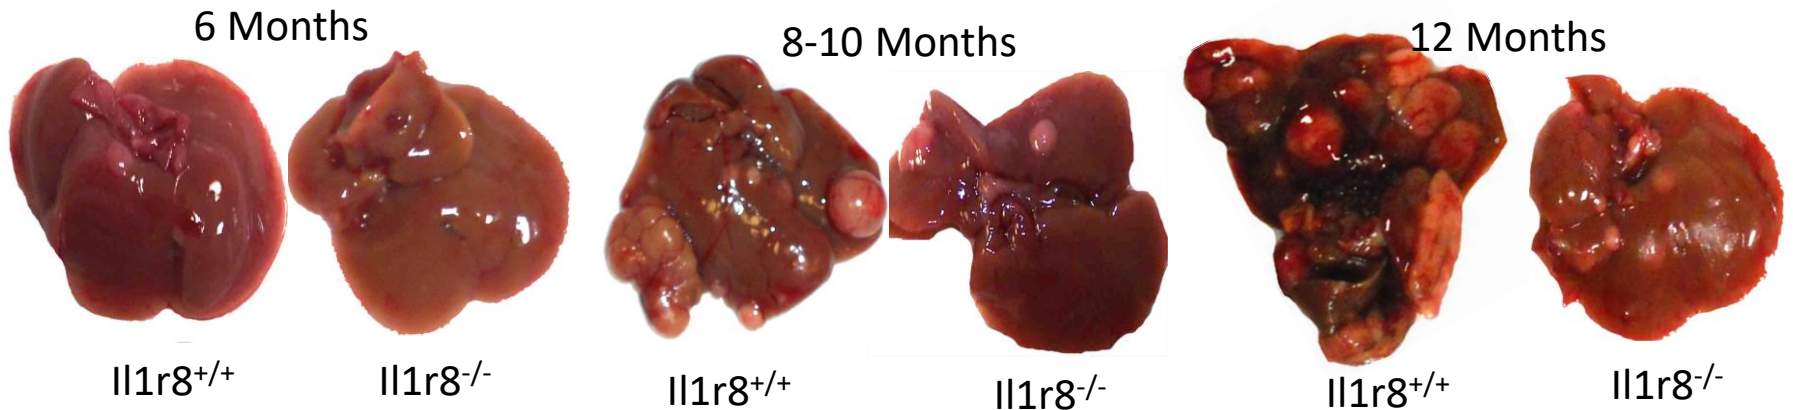 6 Months
8-10 Months
12 Months
Il1r8+/+
Il1r8-/-
Il1r8+/+
Il1r8-/-
Il1r8+/+
Il1r8-/-